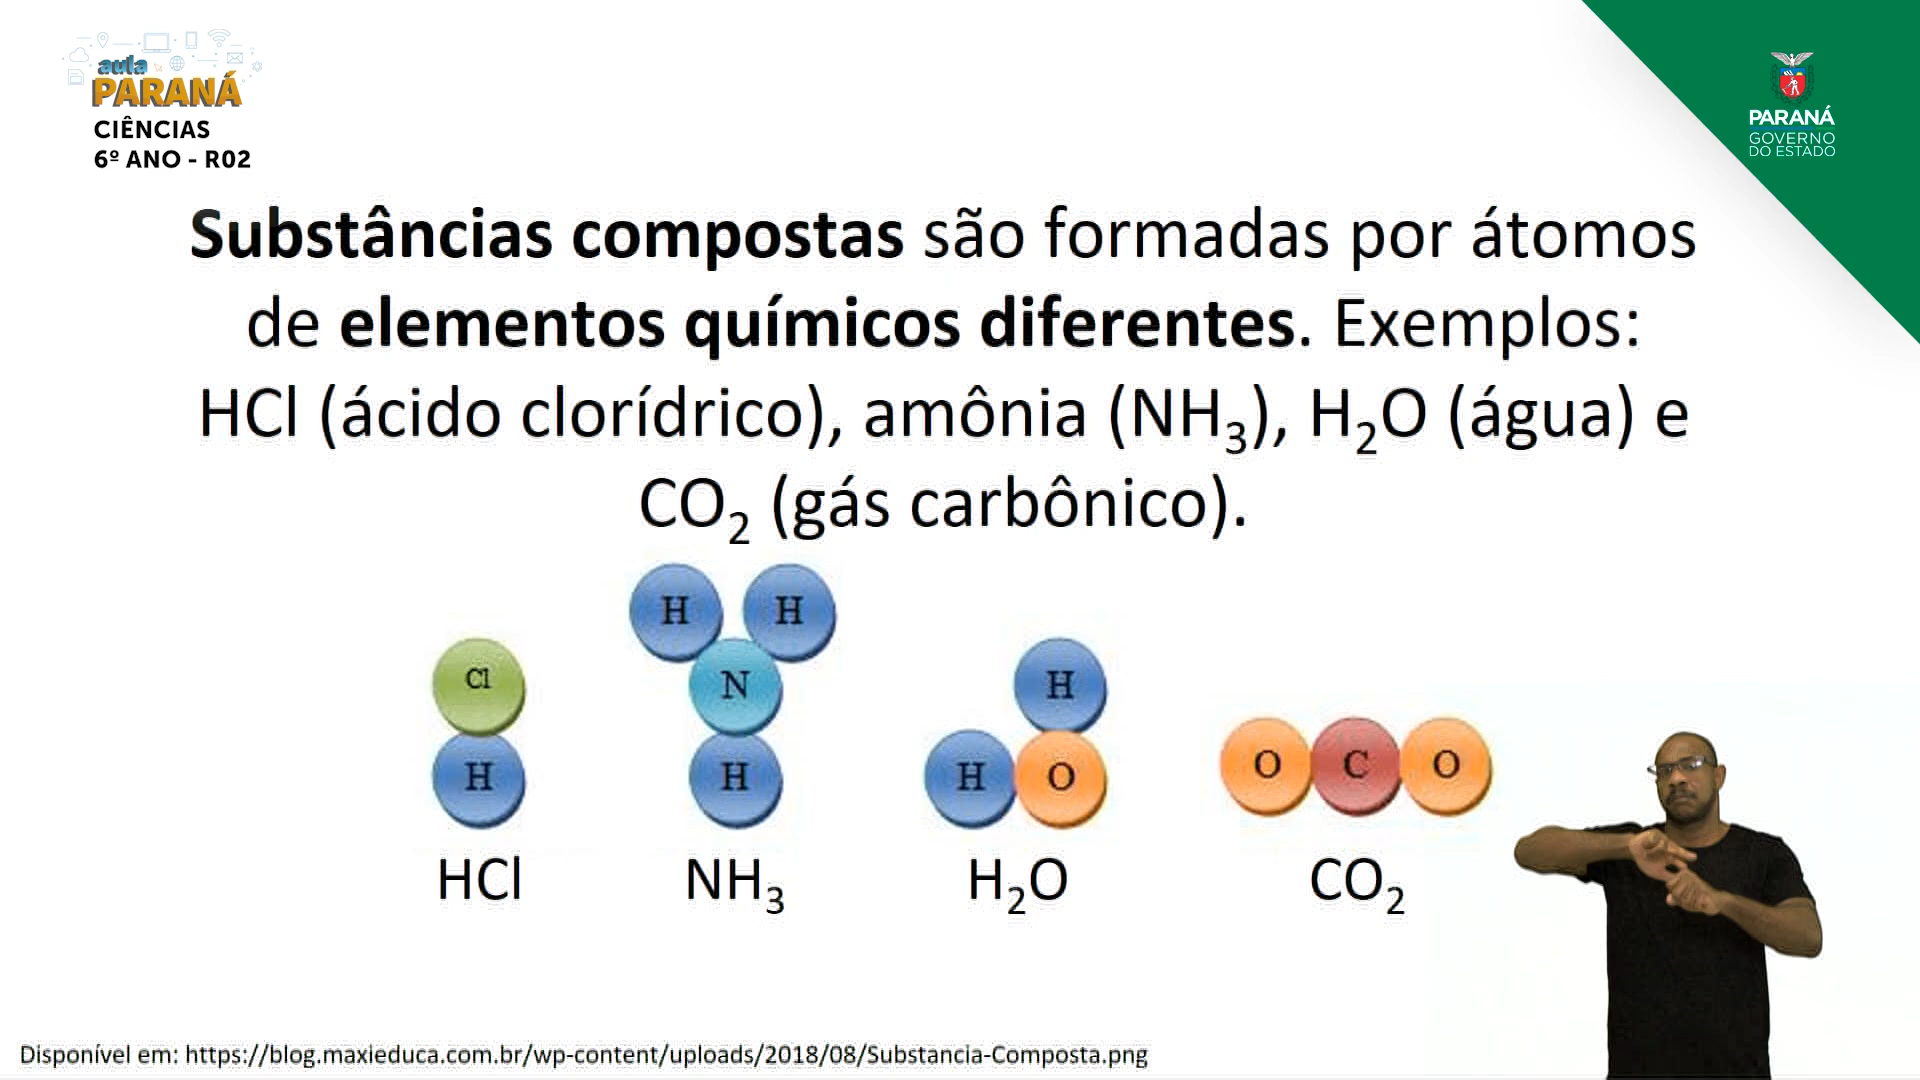 aula
PARANÁ
CIÊNCIAS
6º ANO - R02
PARANÁ
GOVERNO
DO ESTADO
Substâncias compostas são formadas por átomos
de elementos químicos diferentes. Exemplos:
HCl (ácido clorídrico), amônia (NH₃), H₂O (água) e
CO₂ (gás carbônico).
H H
Cl N H
H H H O
O C O
HCl NH₃ H₂O CO₂
Disponível em: https://blog.maxieduca.com.br/wp-content/uploads/2018/08/Substancia-Composta.png